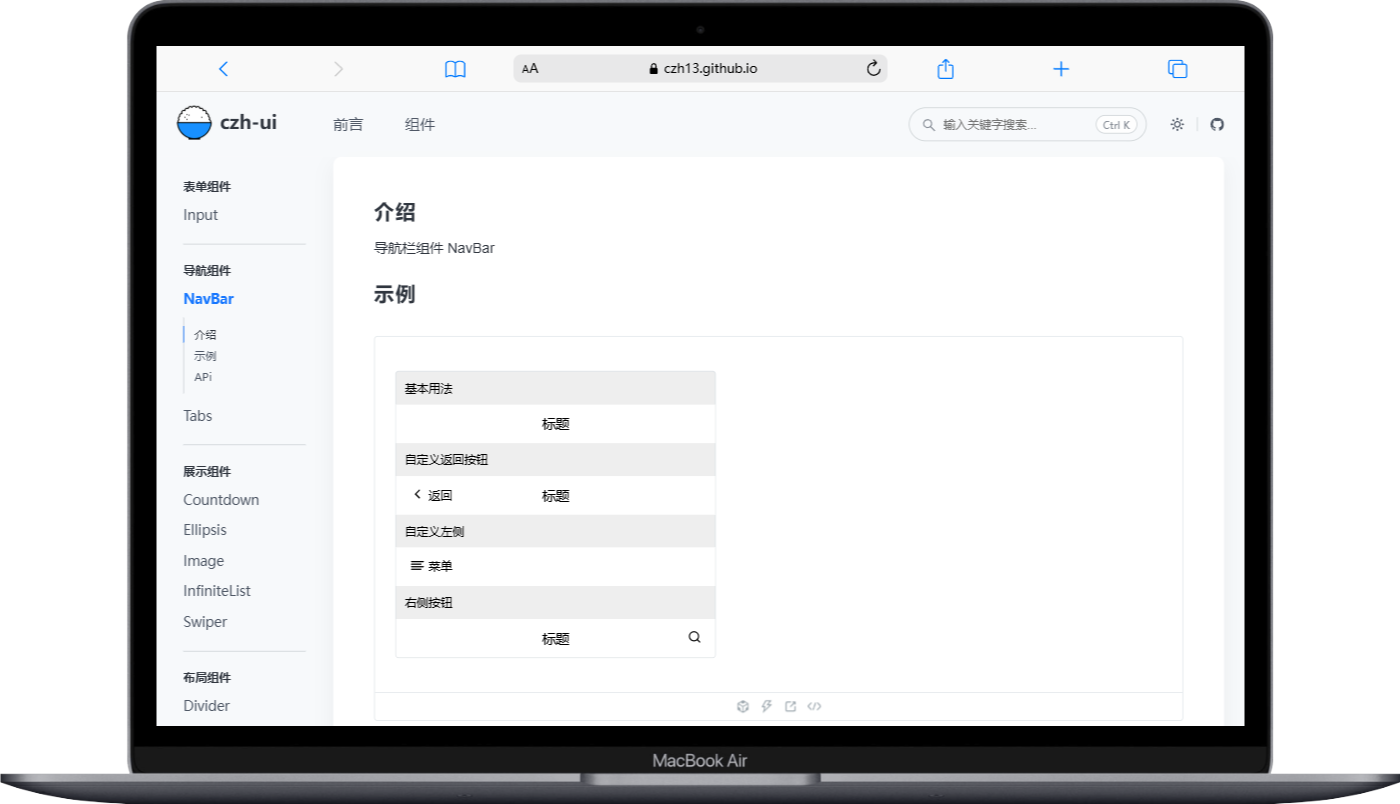 AA czh13.github.io
czh-ui 前言 组件 输入关键字搜索... Ctrl K
表单组件
Input
导航组件
NavBar
介绍
示例
APi
Tabs
展示组件
Countdown
Ellipsis
Image
InfiniteList
Swiper
布局组件
Divider
介绍
导航栏组件 NavBar
示例
基本用法
标题
自定义返回按钮
返回 标题
自定义左侧
菜单
右侧按钮
标题
MacBook Air